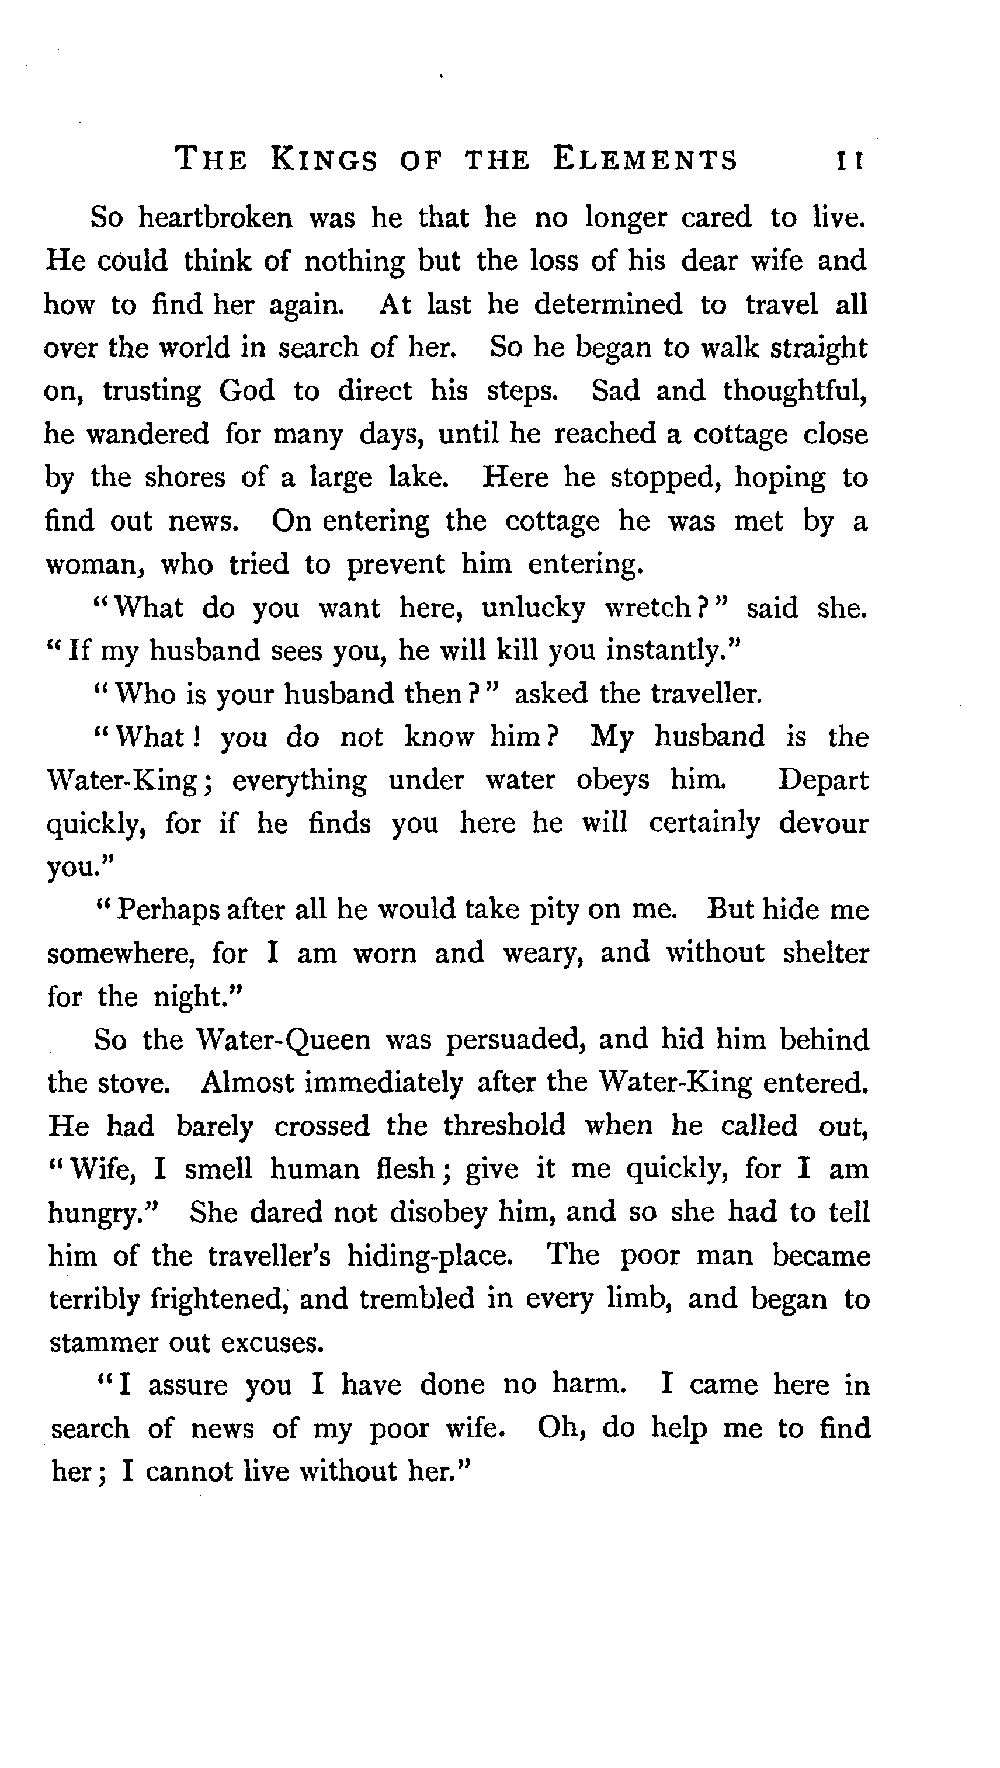 THE KINGS OF THE ELEMENTS 11
So heartbroken was he that he no longer cared to live.
He could think of nothing but the loss of his dear wife and
how to find her again. At last he determined to travel all
over the world in search of her. So he began to walk straight
on, trusting God to direct his steps. Sad and thoughtful,
he wandered for many days, until he reached a cottage close
by the shores of a large lake. Here he stopped, hoping to
find out news. On entering the cottage he was met by a
woman, who tried to prevent him entering.
"What do you want here, unlucky wretch?" said she.
"If my husband sees you, he will kill you instantly."
"Who is your husband then?" asked the traveller.
"What! you do not know him? My husband is the
Water-King; everything under water obeys him. Depart
quickly, for if he finds you here he will certainly devour
you."
"Perhaps after all he would take pity on me. But hide me
somewhere, for I am worn and weary, and without shelter
for the night."
So the Water-Queen was persuaded, and hid him behind
the stove. Almost immediately after the Water-King entered.
He had barely crossed the threshold when he called out,
"Wife, I smell human flesh; give it me quickly, for I am
hungry." She dared not disobey him, and so she had to tell
him of the traveller's hiding-place. The poor man became
terribly frightened, and trembled in every limb, and began to
stammer out excuses.
"I assure you I have done no harm. I came here in
search of news of my poor wife. Oh, do help me to find
her; I cannot live without her."